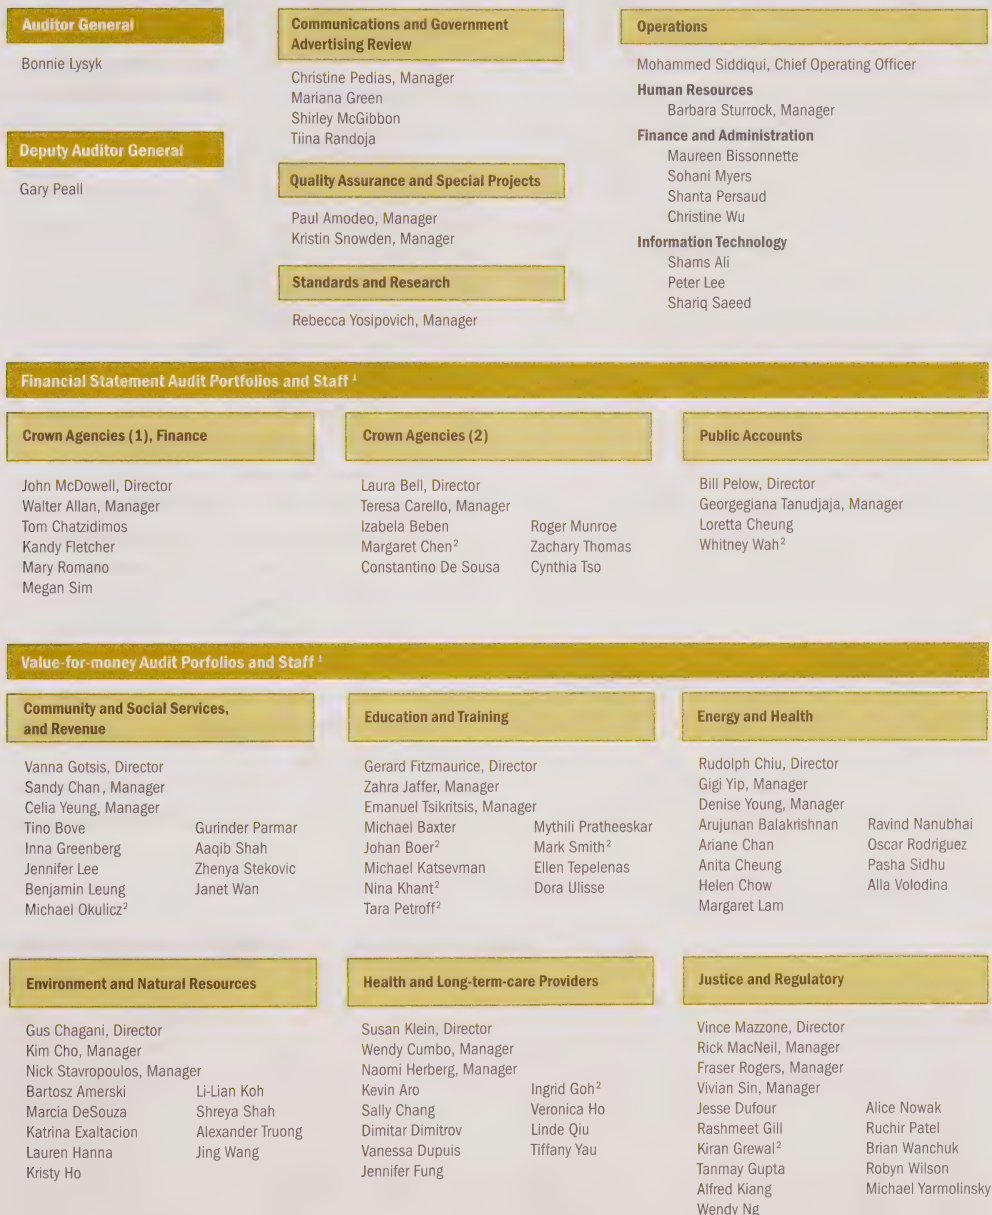 Auditor General
Bonnie Lysyk
Deputy Auditor General
Gary Peall
Communications and Government
Advertising Review
Christine Pedias, Manager
Mariana Green
Shirley McGibbon
Tiina Randoja
Quality Assurance and Special Projects
Paul Amodeo, Manager
Kristin Snowden, Manager
Standards and Research
Rebecca Yosipovich, Manager
Operations
Mohammed Siddiqui, Chief Operating Officer
Human Resources
Barbara Sturrock, Manager
Finance and Administration
Maureen Bissonnette
Sohani Myers
Shanta Persaud
Christine Wu
Information Technology
Shams Ali
Peter Lee
Shariq Saeed
Financial Statement Audit Portfolios and Staff ¹
Crown Agencies (1), Finance
John McDowell, Director
Walter Allan, Manager
Tom Chatzidimos
Kandy Fletcher
Mary Romano
Megan Sim
Crown Agencies (2)
Laura Bell, Director
Teresa Carello, Manager
Izabela Beben
Margaret Chen²
Constantino De Sousa
Roger Munroe
Zachary Thomas
Cynthia Tso
Public Accounts
Bill Pelow, Director
Georgegiana Tanudjaja, Manager
Loretta Cheung
Whitney Wah²
Value-for-money Audit Porfolios and Staff ¹
Community and Social Services,
and Revenue
Vanna Gotsis, Director
Sandy Chan, Manager
Celia Yeung, Manager
Tino Bove
Inna Greenberg
Jennifer Lee
Benjamin Leung
Michael Okulicz²
Gurinder Parmar
Aaqib Shah
Zhenya Stekovic
Janet Wan
Education and Training
Gerard Fitzmaurice, Director
Zahra Jaffer, Manager
Emanuel Tsikritsis, Manager
Michael Baxter
Johan Boer²
Michael Katsevman
Nina Khant²
Tara Petroff²
Mythili Pratheeskar
Mark Smith²
Ellen Tepelenas
Dora Ulisse
Energy and Health
Rudolph Chiu, Director
Gigi Yip, Manager
Denise Young, Manager
Arujunan Balakrishnan
Ariane Chan
Anita Cheung
Helen Chow
Margaret Lam
Ravind Nanubhai
Oscar Rodriguez
Pasha Sidhu
Alla Volodina
Environment and Natural Resources
Gus Chagani, Director
Kim Cho, Manager
Nick Stavropoulos, Manager
Bartosz Amerski
Marcia DeSouza
Katrina Exaltacion
Lauren Hanna
Kristy Ho
Li-Lian Koh
Shreya Shah
Alexander Truong
Jing Wang
Health and Long-term-care Providers
Susan Klein, Director
Wendy Cumbo, Manager
Naomi Herberg, Manager
Kevin Aro
Sally Chang
Dimitar Dimitrov
Vanessa Dupuis
Jennifer Fung
Ingrid Goh²
Veronica Ho
Linde Qiu
Tiffany Yau
Justice and Regulatory
Vince Mazzone, Director
Rick MacNeil, Manager
Fraser Rogers, Manager
Vivian Sin, Manager
Jesse Dufour
Rashmeet Gill
Kiran Grewal²
Tanmay Gupta
Alfred Kiang
Wendy Ng
Alice Nowak
Ruchir Patel
Brian Wanchuk
Robyn Wilson
Michael Yarmolinsky